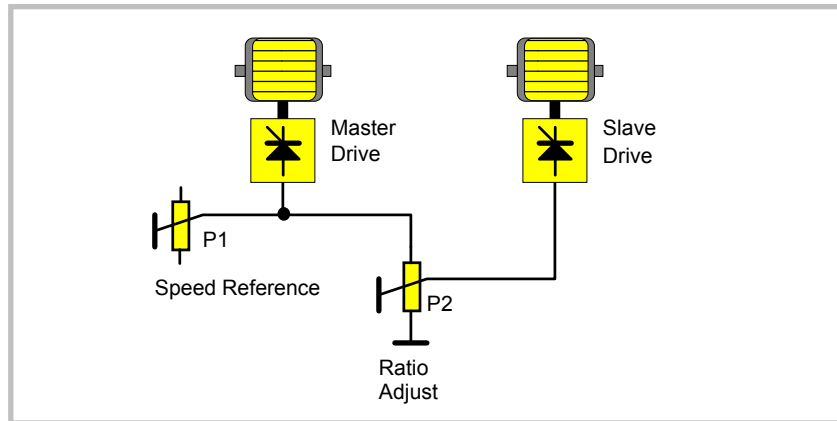 Master
Drive
Slave
Drive
P1
Speed Reference
P2
Ratio
Adjust